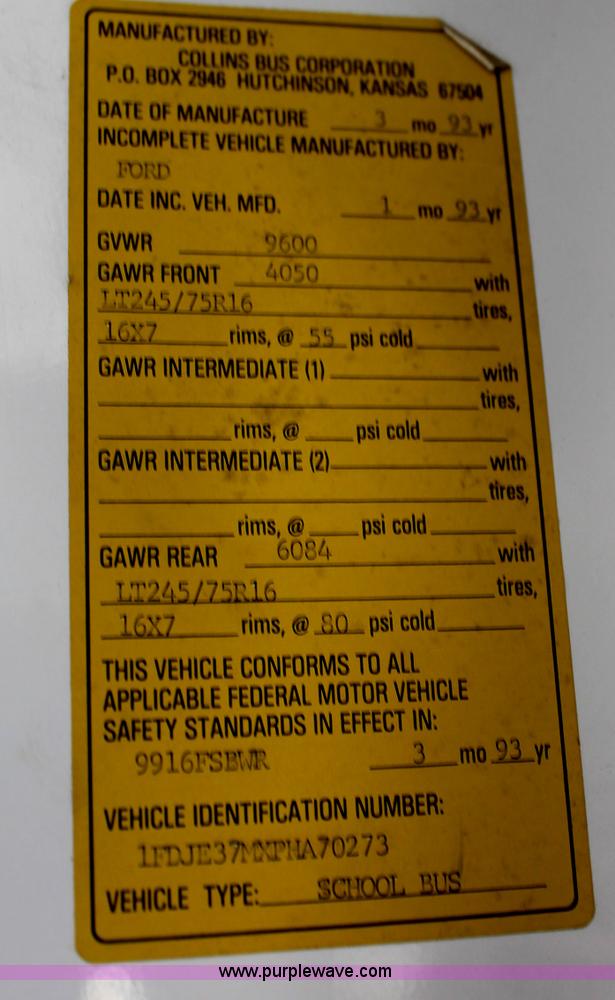 MANUFACTURED BY:
COLLINS BUS CORPORATION
P.O. BOX 2946 HUTCHINSON, KANSAS 67504
DATE OF MANUFACTURE 3 mo 93 yr
INCOMPLETE VEHICLE MANUFACTURED BY:
FORD
DATE INC. VEH. MFD. 1 mo 93 yr
GVWR 9600
GAWR FRONT 4050 with
LT245/75R16 tires,
16X7 rims, @ 55 psi cold
GAWR INTERMEDIATE (1) with
tires,
rims, @ psi cold
GAWR INTERMEDIATE (2) with
tires,
rims, @ psi cold
GAWR REAR 6084 with
LT245/75R16 tires,
16X7 rims, @ 80 psi cold
THIS VEHICLE CONFORMS TO ALL
APPLICABLE FEDERAL MOTOR VEHICLE
SAFETY STANDARDS IN EFFECT IN:
9916FSBWR 3 mo 93 yr
VEHICLE IDENTIFICATION NUMBER:
1FDJE37MXPHA70273
VEHICLE TYPE: SCHOOL BUS
www.purplewave.com